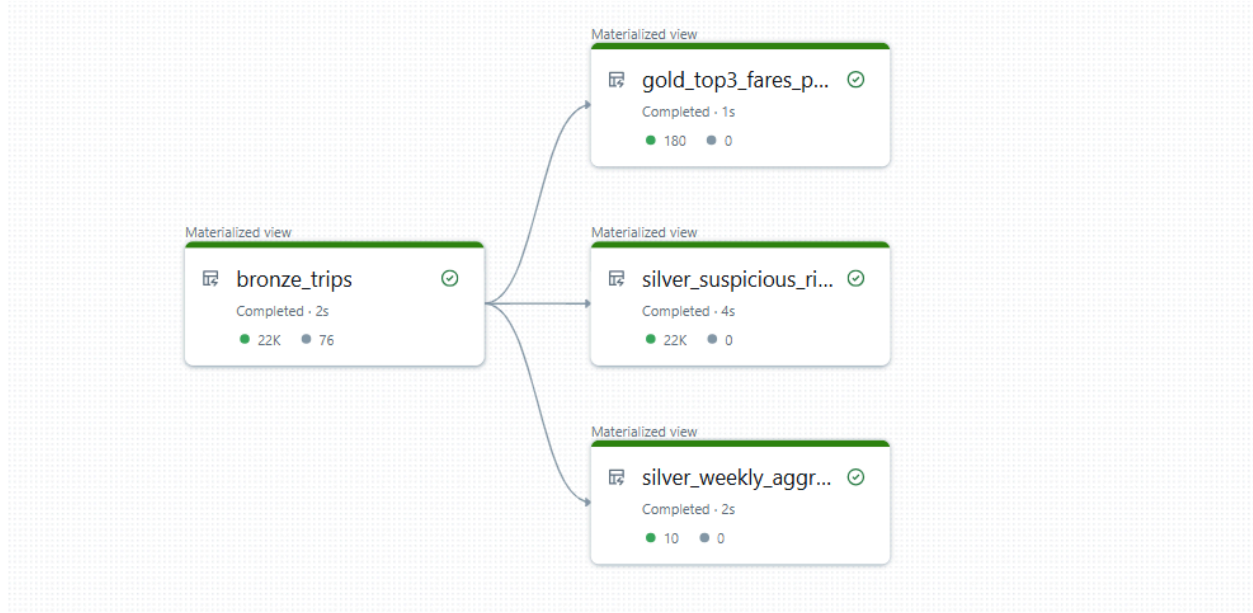 Materialized view
gold_top3_fares_p...
Completed · 1s
180 0
Materialized view
bronze_trips
Completed · 2s
22K 76
Materialized view
silver_suspicious_ri...
Completed · 4s
22K 0
Materialized view
silver_weekly_aggr...
Completed · 2s
10 0